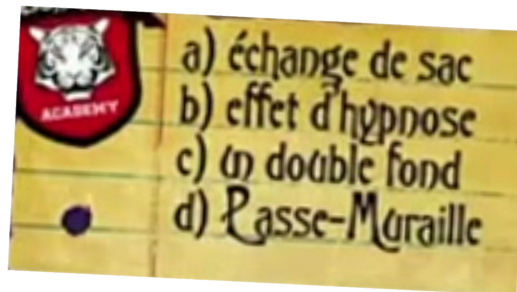 ACADEMY
a) échange de sac
b) effet d'hypnose
c) un double fond
d) Passe-Muraille